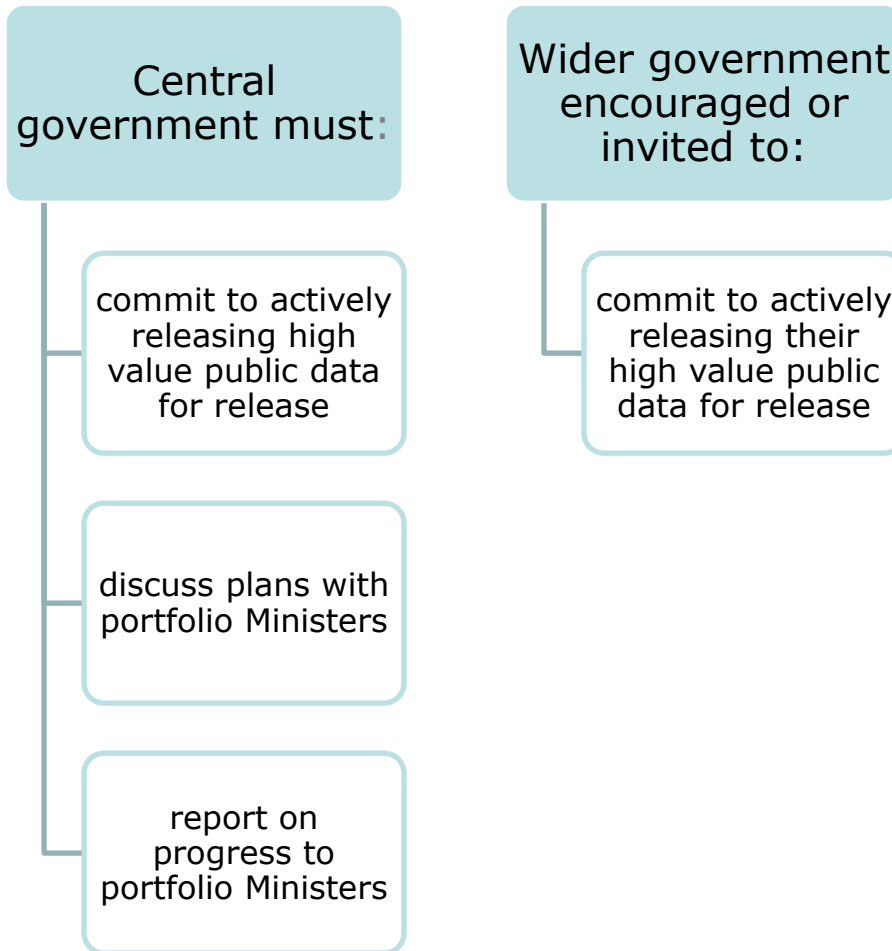 Central
government must:
commit to actively
releasing high
value public data
for release
discuss plans with
portfolio Ministers
report on
progress to
portfolio Ministers
Wider government
encouraged or
invited to:
commit to actively
releasing their
high value public
data for release